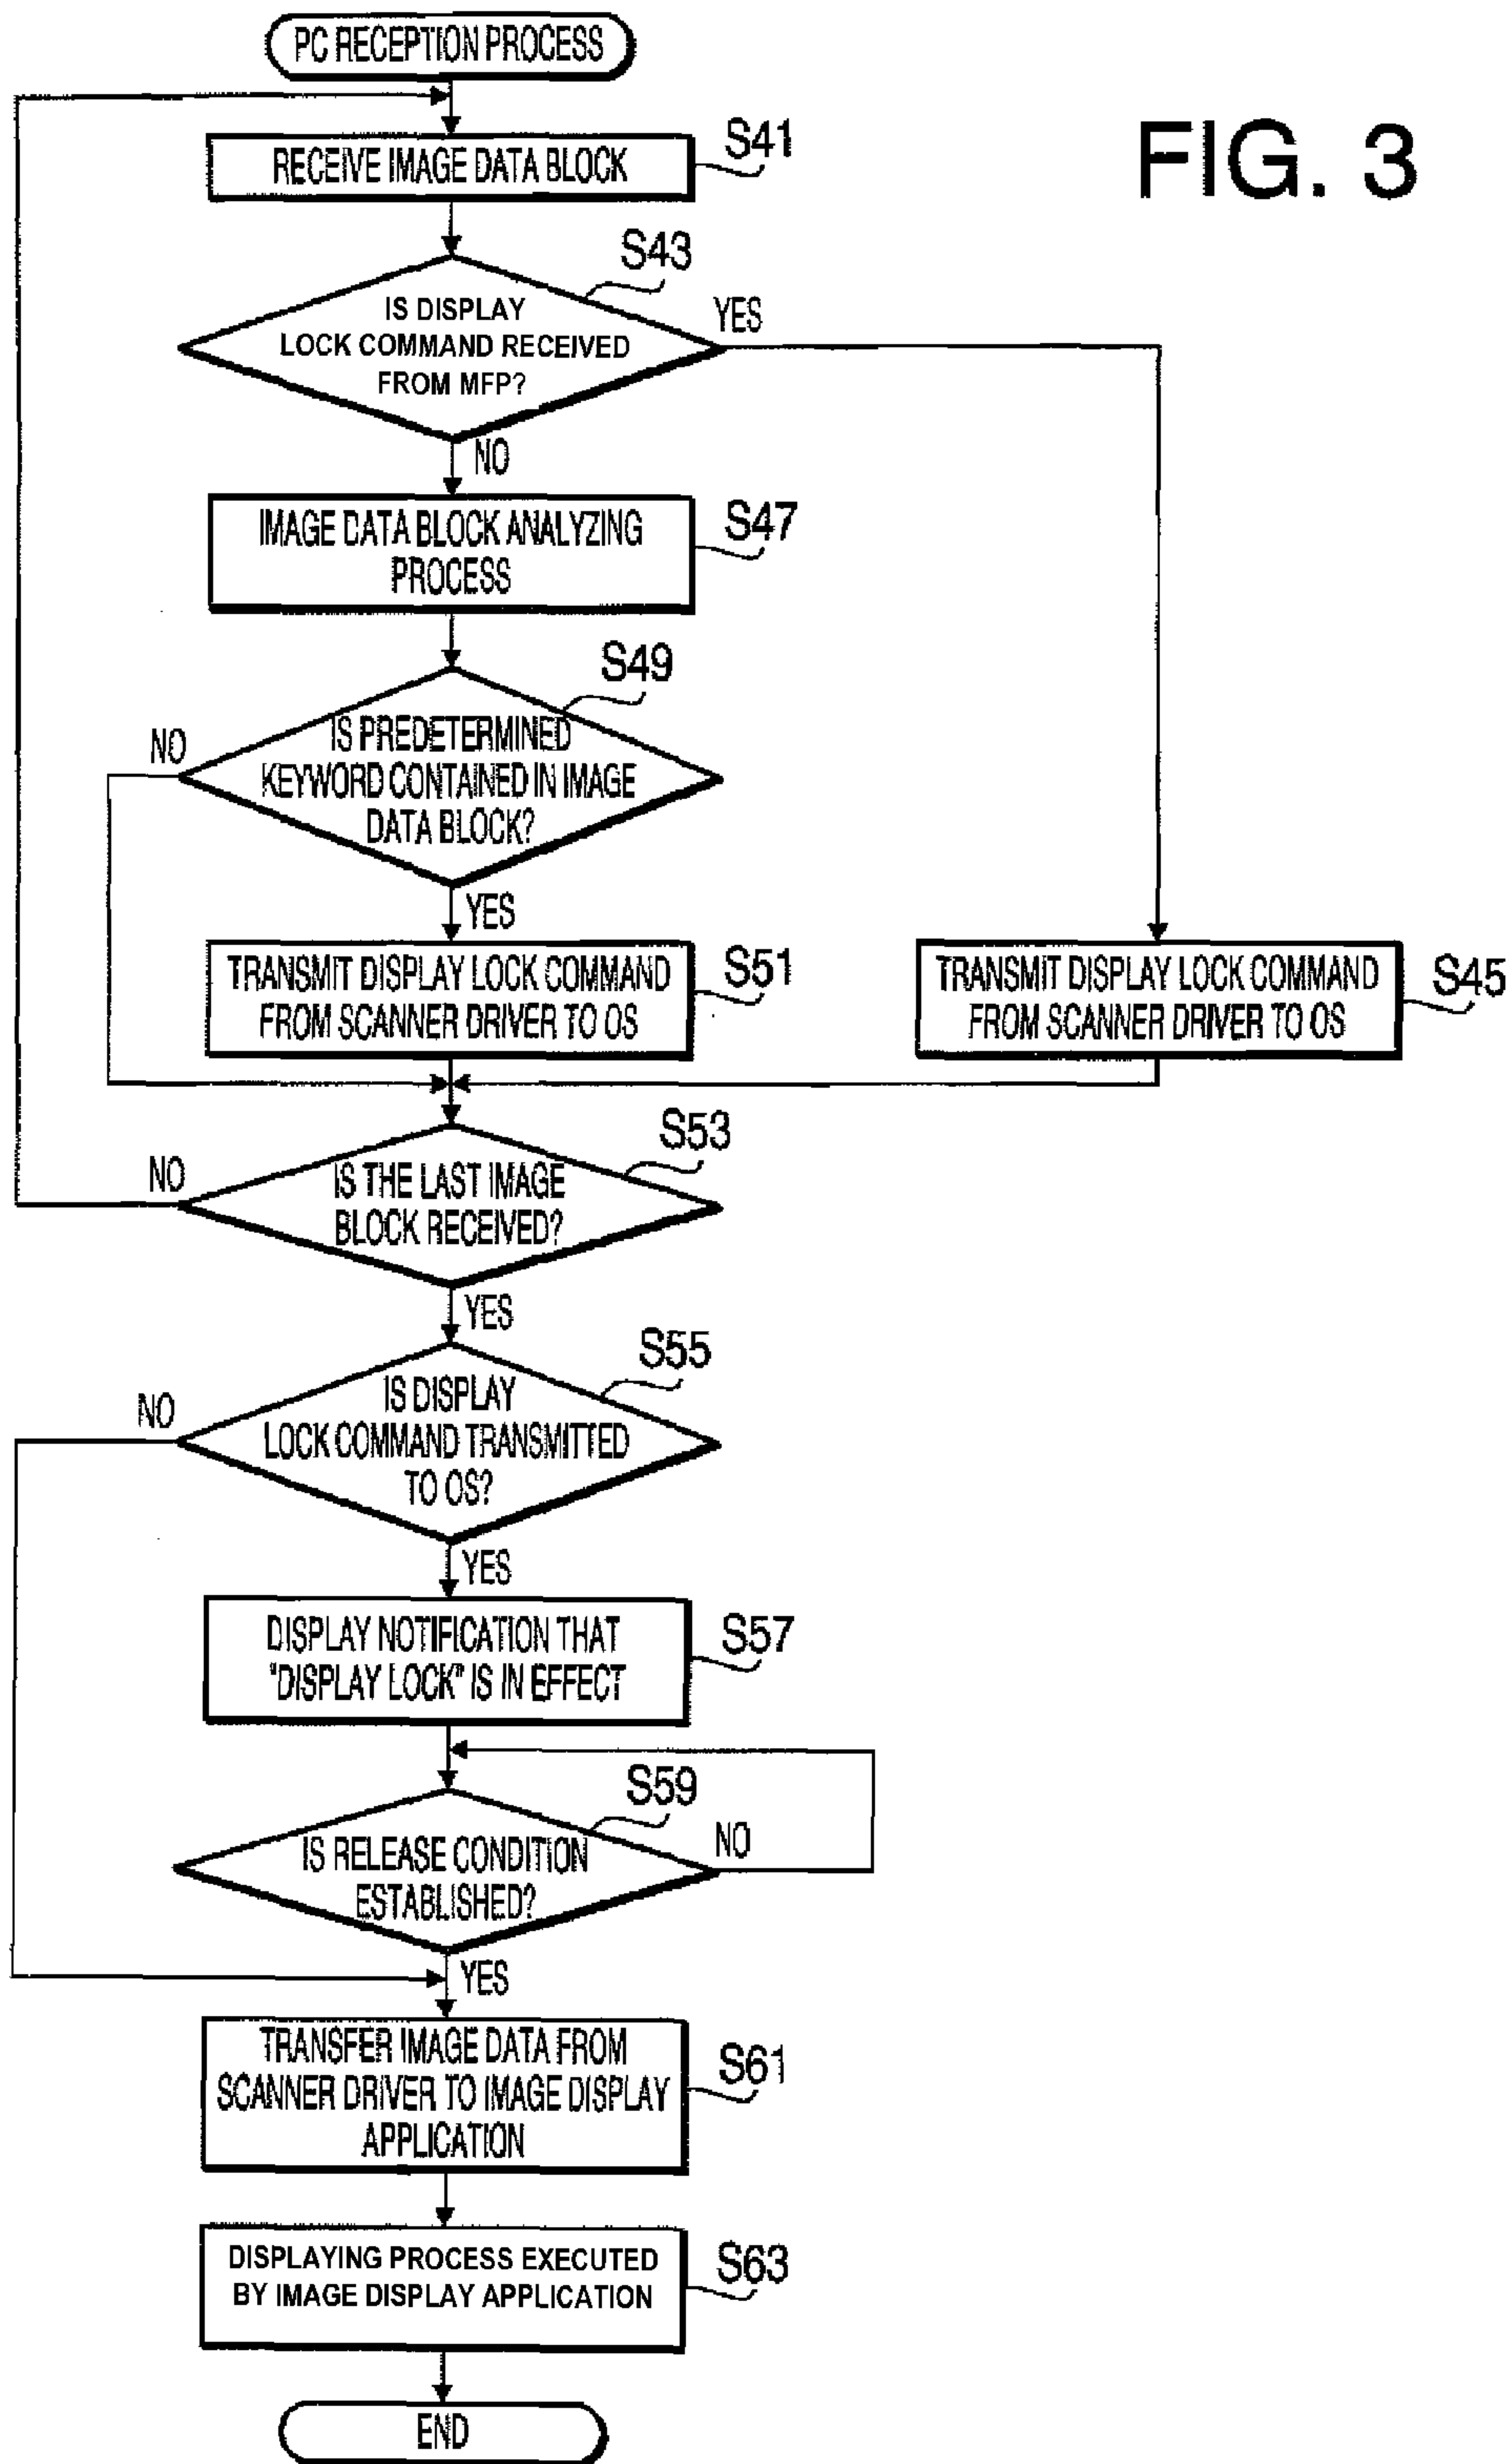 PC RECEPTION PROCESS
FIG. 3
RECEIVE IMAGE DATA BLOCK
S41
S43
IS DISPLAY
LOCK COMMAND RECEIVED
FROM MFP?
YES
NO
IMAGE DATA BLOCK ANALYZING
PROCESS
S47
S49
NO
IS PREDETERMINED
KEYWORD CONTAINED IN IMAGE
DATA BLOCK?
YES
TRANSMIT DISPLAY LOCK COMMAND
FROM SCANNER DRIVER TO OS
S51
TRANSMIT DISPLAY LOCK COMMAND
FROM SCANNER DRIVER TO OS
S45
S53
NO
IS THE LAST IMAGE
BLOCK RECEIVED?
YES
S55
NO
IS DISPLAY
LOCK COMMAND TRANSMITTED
TO OS?
YES
DISPLAY NOTIFICATION THAT
"DISPLAY LOCK" IS IN EFFECT
S57
S59
IS RELEASE CONDITION
ESTABLISHED?
NO
YES
TRANSFER IMAGE DATA FROM
SCANNER DRIVER TO IMAGE DISPLAY
APPLICATION
S61
DISPLAYING PROCESS EXECUTED
BY IMAGE DISPLAY APPLICATION
S63
END